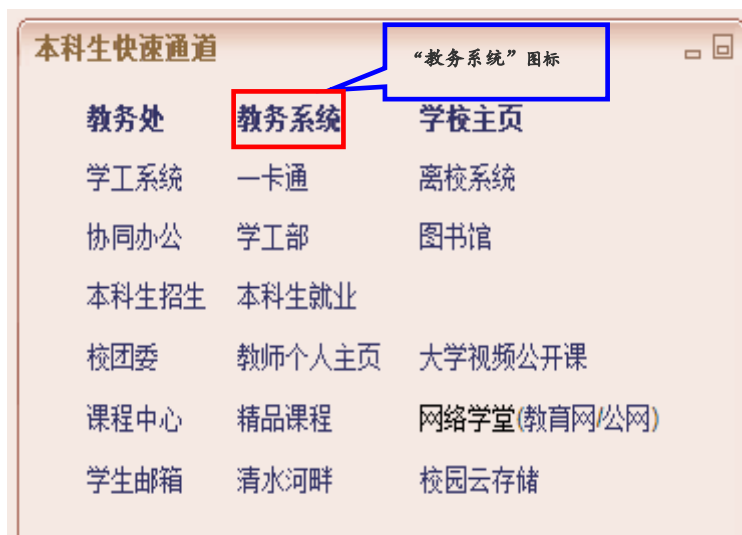 本科生快速通道
“教务系统”图标
教务处 教务系统 学校主页
学工系统 一卡通 离校系统
协同办公 学工部 图书馆
本科生招生 本科生就业
校团委 教师个人主页 大学视频公开课
课程中心 精品课程 网络学堂(教育网/公网)
学生邮箱 清水河畔 校园云存储